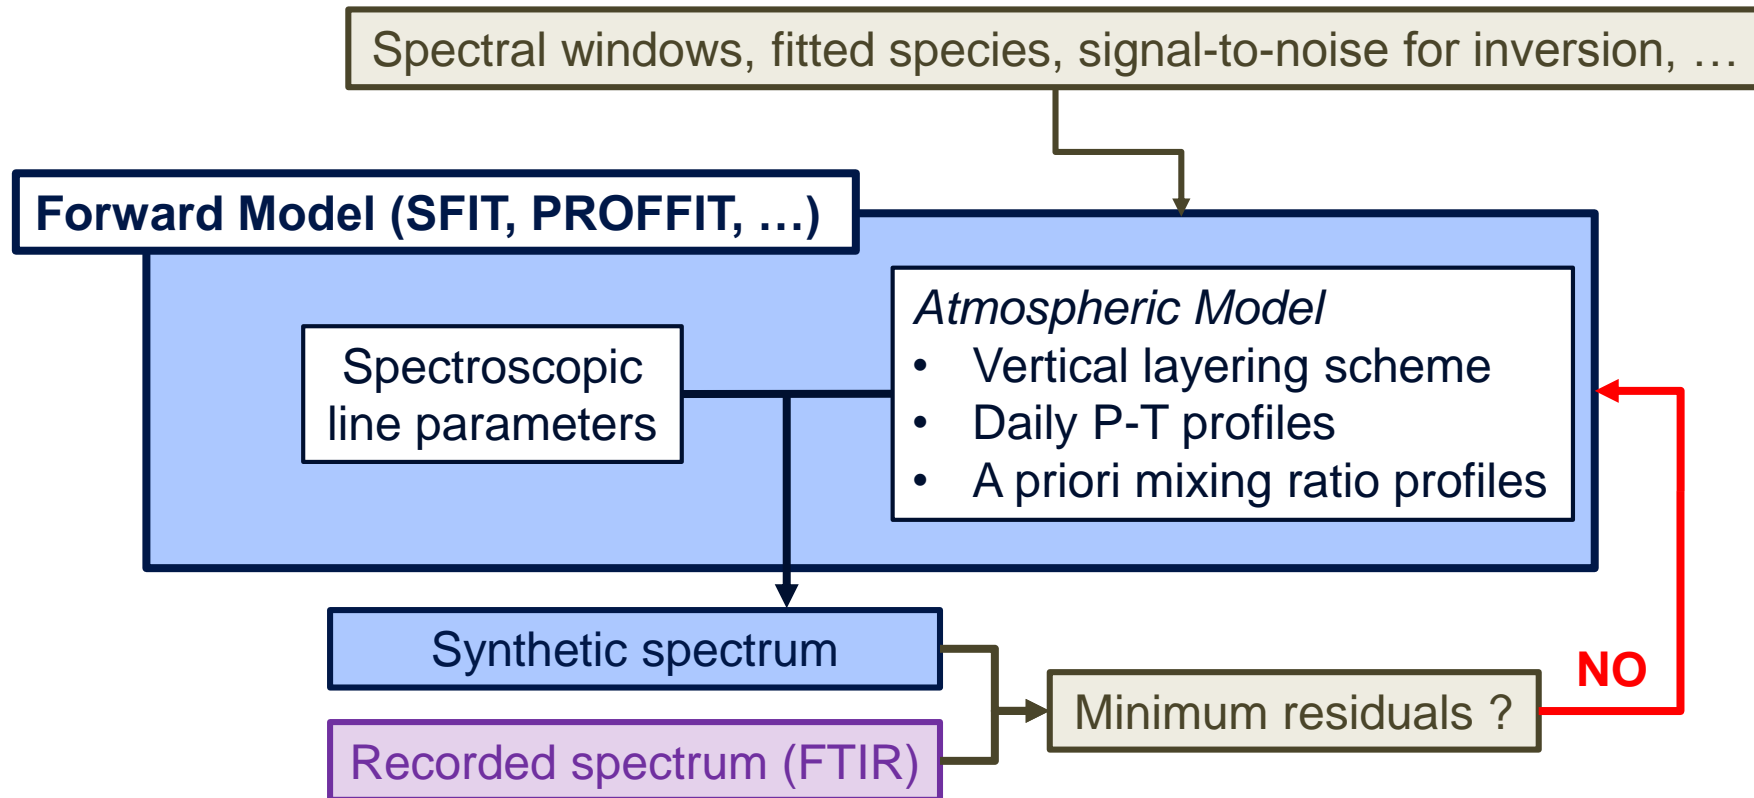 Spectral windows, fitted species, signal-to-noise for inversion, …
Forward Model (SFIT, PROFFIT, …)
Atmospheric Model
• Vertical layering scheme
• Daily P-T profiles
• A priori mixing ratio profiles
Spectroscopic
line parameters
Synthetic spectrum
NO
Minimum residuals ?
Recorded spectrum (FTIR)